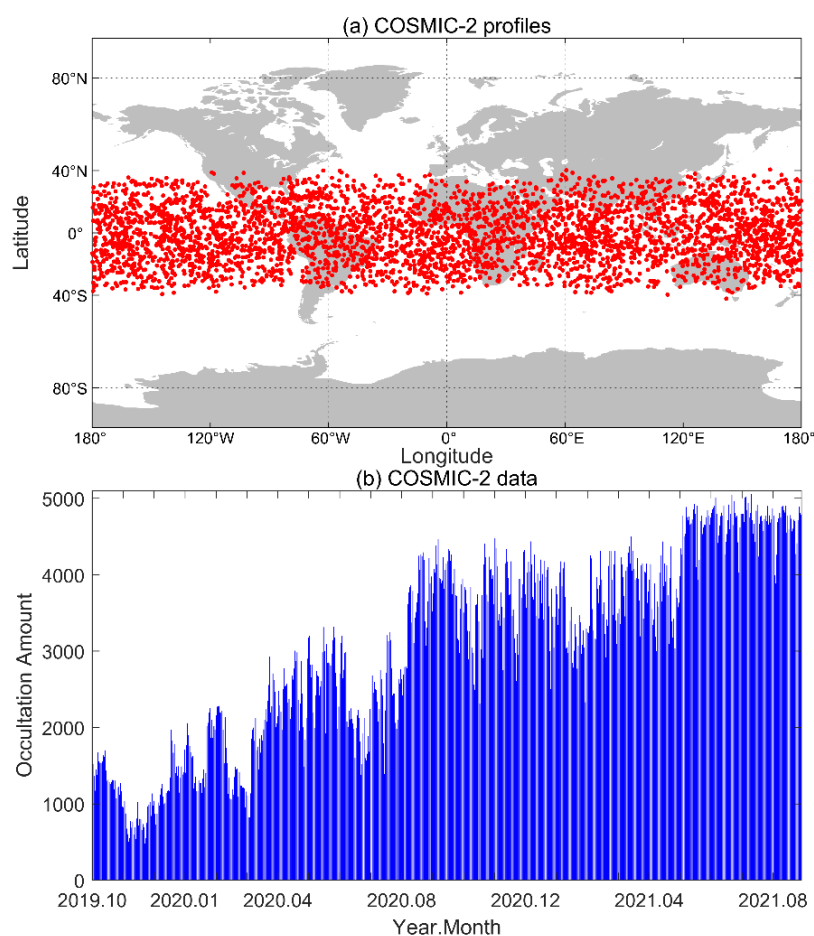 (a) COSMIC-2 profiles
80°N
40°N
0°
40°S
80°S
Latitude
180° 120°W 60°W 0° 60°E 120°E 180°
Longitude
(b) COSMIC-2 data
5000
4000
3000
2000
1000
0
Occultation Amount
2019.10 2020.01 2020.04 2020.08 2020.12 2021.04 2021.08
Year.Month